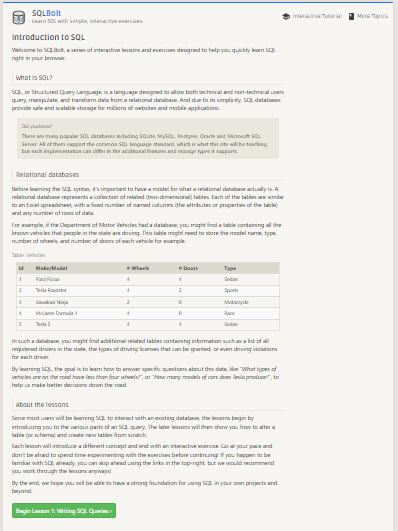 SQLBolt
Learn SQL with simple, interactive exercises.
Interactive Tutorial
More Topics
Introduction to SQL
Welcome to SQLBolt, a series of interactive lessons and exercises designed to help you quickly learn SQL
right in your browser.
What is SQL?
SQL, or Structured Query Language, is a language designed to allow both technical and non-technical users
query, manipulate, and transform data from a relational database. And due to its simplicity, SQL databases
provide safe and scalable storage for millions of websites and mobile applications.
Did you know?
There are many popular SQL databases including SQLite, MySQL, Postgres, Oracle and Microsoft SQL
Server. All of them support the common SQL language standard, which is what this site will be teaching,
but each implementation can differ in the additional features and storage types it supports.
Relational databases
Before learning the SQL syntax, it's important to have a model for what a relational database actually is. A
relational database represents a collection of related (two-dimensional) tables. Each of the tables are similar
to an Excel spreadsheet, with a fixed number of named columns (the attributes or properties of the table)
and any number of rows of data.
For example, if the Department of Motor Vehicles had a database, you might find a table containing all the
known vehicles that people in the state are driving. This table might need to store the model name, type,
number of wheels, and number of doors of each vehicle for example.
Table: Vehicles
Id Make/Model # Wheels # Doors Type
1 Ford Focus 4 4 Sedan
2 Tesla Roadster 4 2 Sports
3 Kawakasi Ninja 2 0 Motorcycle
4 McLaren Formula 1 4 0 Race
5 Tesla S 4 4 Sedan
In such a database, you might find additional related tables containing information such as a list of all
registered drivers in the state, the types of driving licenses that can be granted, or even driving violations
for each driver.
By learning SQL, the goal is to learn how to answer specific questions about this data, like "What types of
vehicles are on the road have less than four wheels?", or "How many models of cars does Tesla produce?", to
help us make better decisions down the road.
About the lessons
Since most users will be learning SQL to interact with an existing database, the lessons begin by
introducing you to the various parts of an SQL query. The later lessons will then show you how to alter a
table (or schema) and create new tables from scratch.
Each lesson will introduce a different concept and end with an interactive exercise. Go at your pace and
don't be afraid to spend time experimenting with the exercises before continuing! If you happen to be
familiar with SQL already, you can skip ahead using the links in the top-right, but we would recommend
you work through the lessons anyways!
By the end, we hope you will be able to have a strong foundation for using SQL in your own projects and
beyond.
Begin Lesson 1: Writing SQL Queries ›